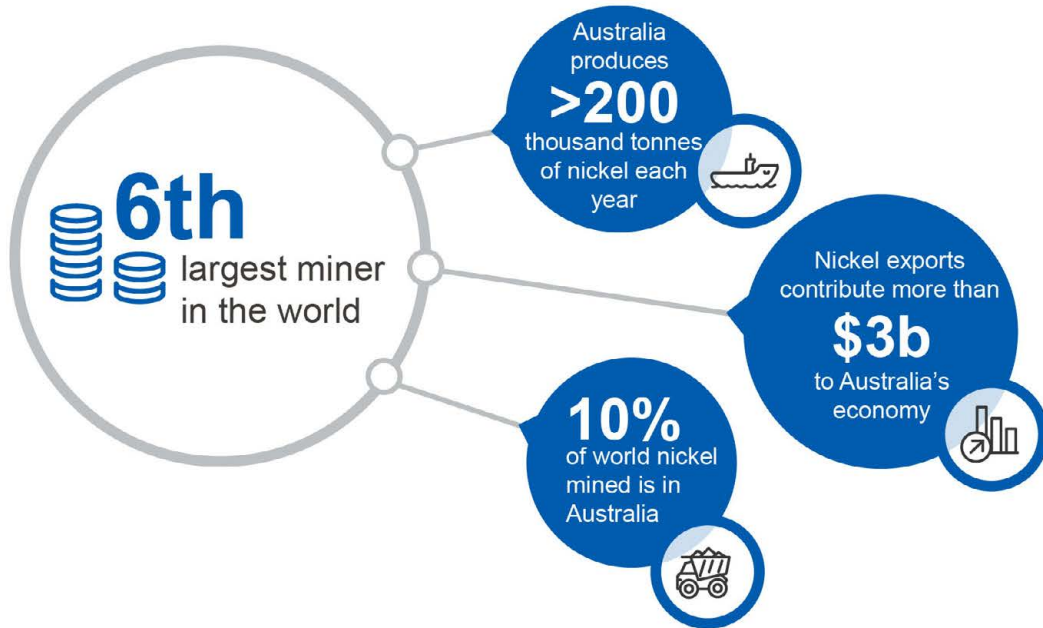 6th
largest miner
in the world
Australia
produces
>200
thousand tonnes
of nickel each
year
Nickel exports
contribute more than
$3b
to Australia’s
economy
10%
of world nickel
mined is in
Australia